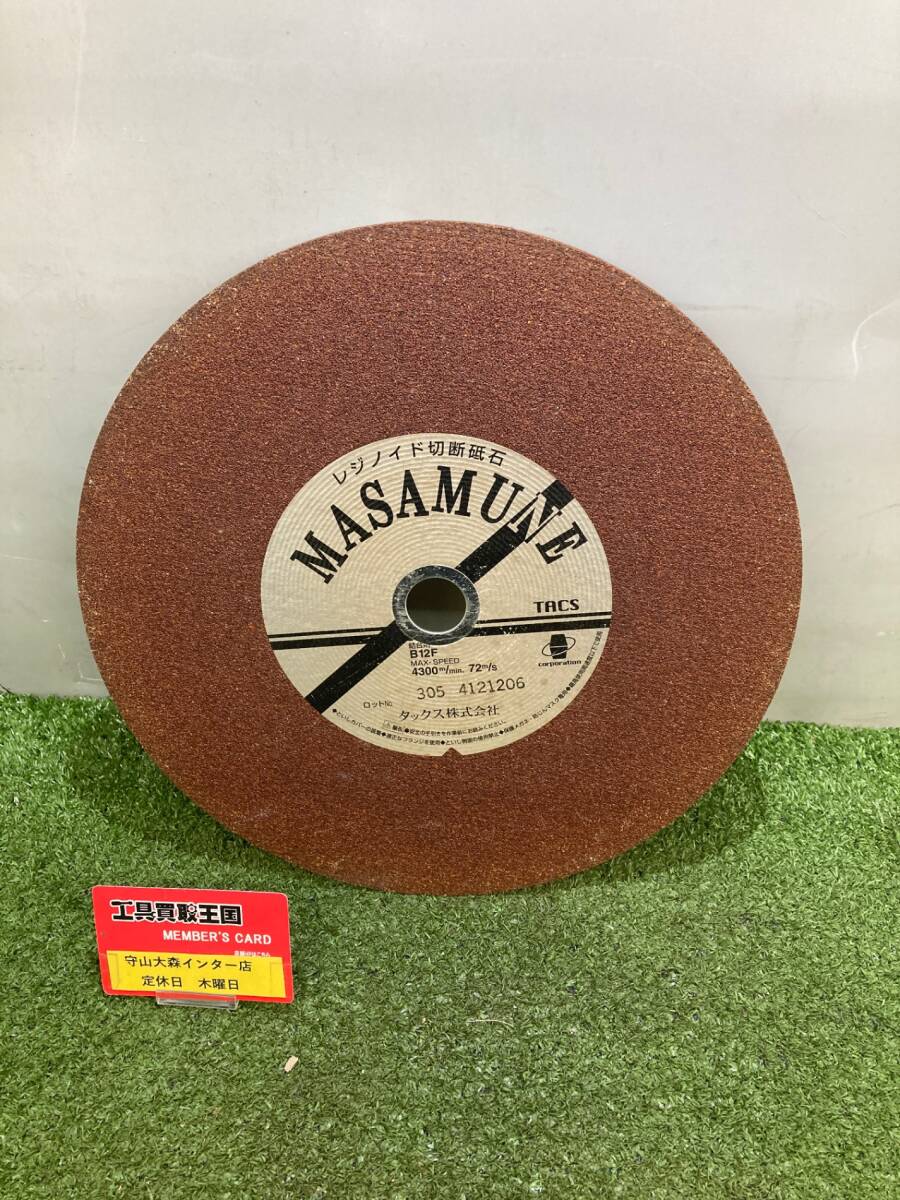 レジノイド切断砥石
MASAMUNE
TACS
corporation
B12F
MAX-SPEED
4300m/min. 72m/s
305 4121206
ロットNo
タックス株式会社
工具買取王国
MEMBER'S CARD
守山大森インター店
定休日 木曜日